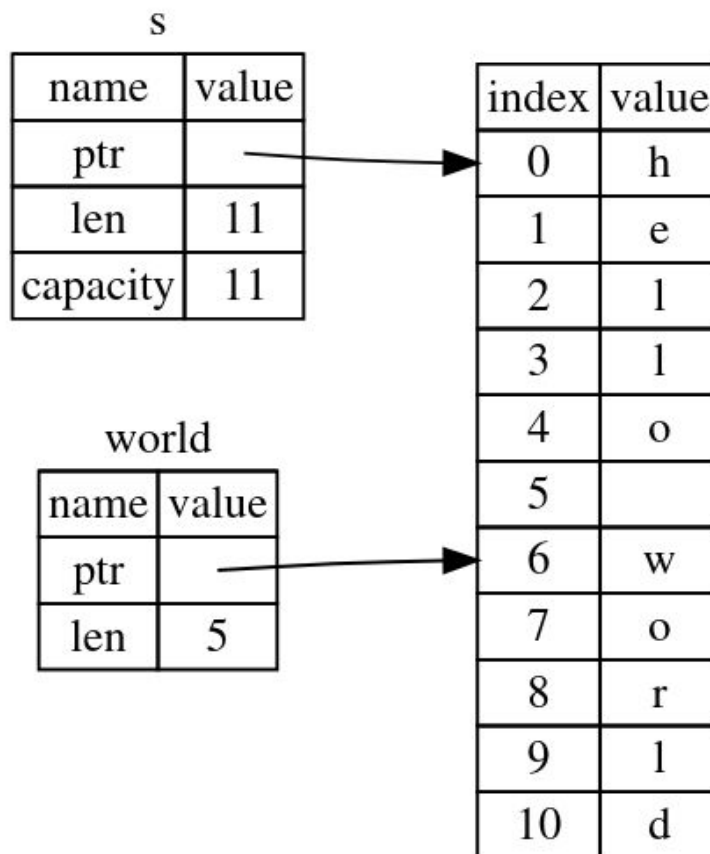 s
name value
ptr
len 11
capacity 11
world
name value
ptr
len 5
index value
0 h
1 e
2 l
3 l
4 o
5
6 w
7 o
8 r
9 l
10 d